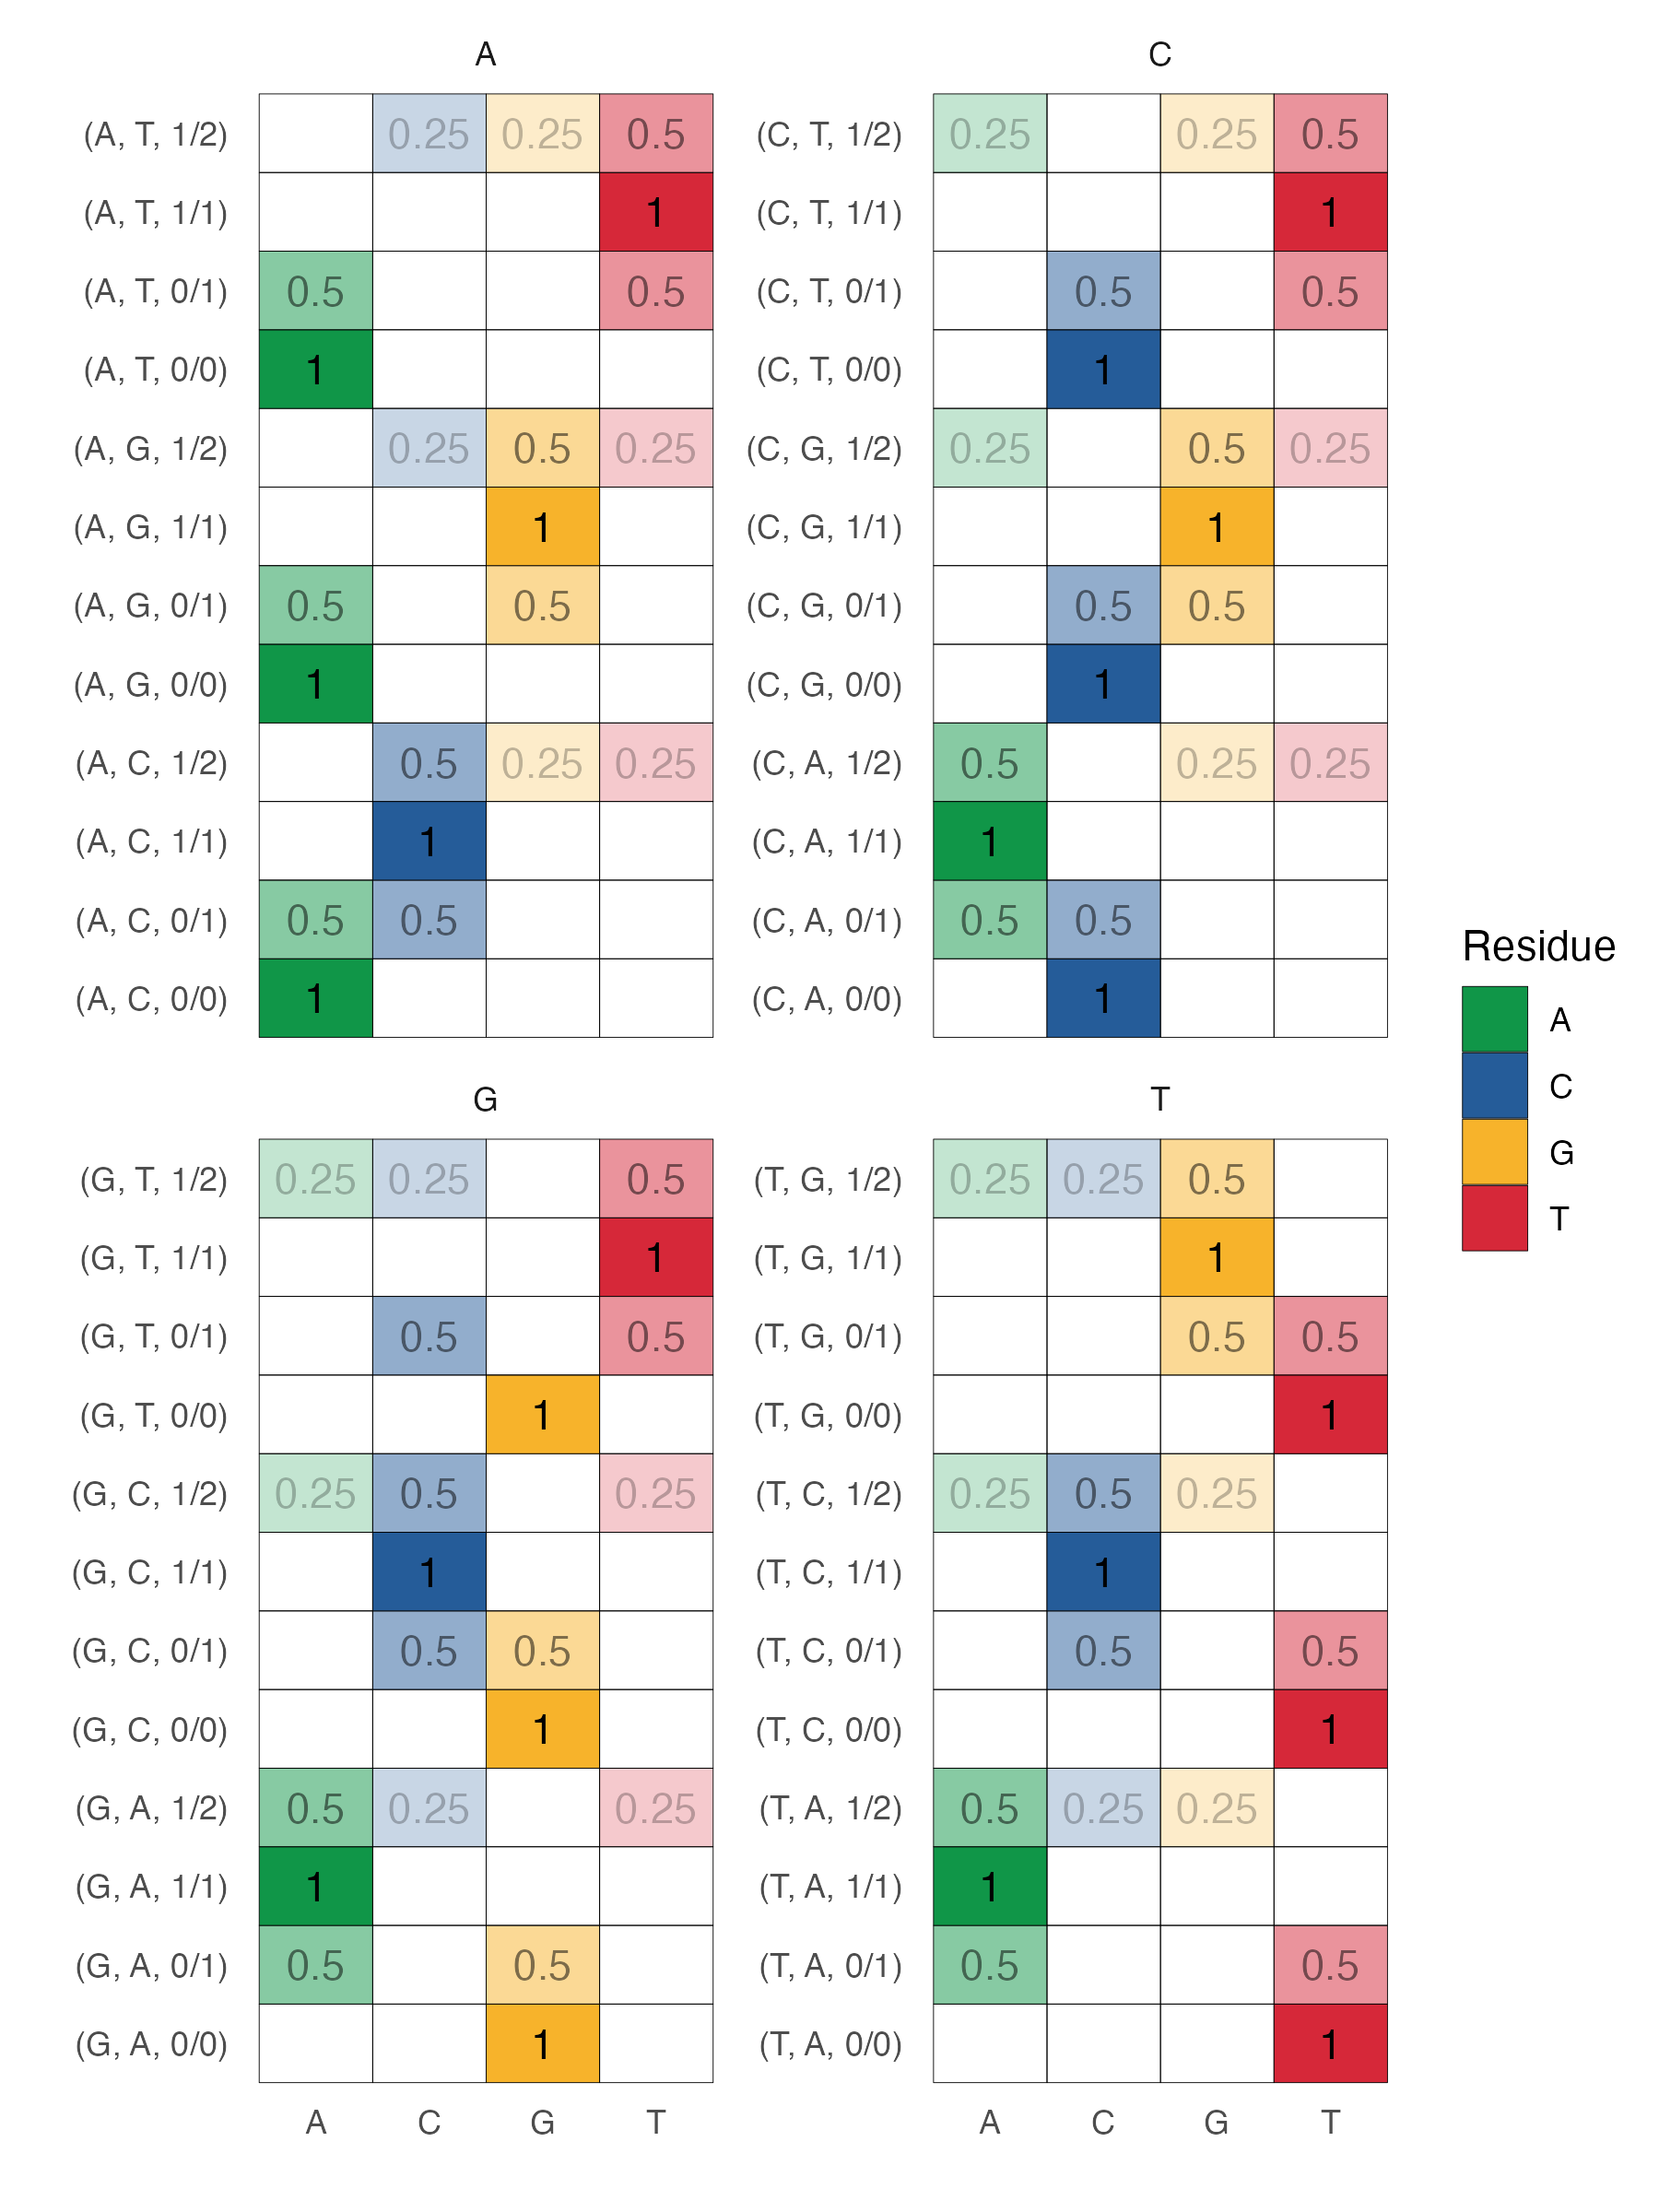 A
(A, T, 1/2) 0.25 0.25 0.5
(A, T, 1/1) 1
(A, T, 0/1) 0.5 0.5
(A, T, 0/0) 1
(A, G, 1/2) 0.25 0.5 0.25
(A, G, 1/1) 1
(A, G, 0/1) 0.5 0.5
(A, G, 0/0) 1
(A, C, 1/2) 0.5 0.25 0.25
(A, C, 1/1) 1
(A, C, 0/1) 0.5 0.5
(A, C, 0/0) 1
C
(C, T, 1/2) 0.25 0.25 0.5
(C, T, 1/1) 1
(C, T, 0/1) 0.5 0.5
(C, T, 0/0) 1
(C, G, 1/2) 0.25 0.5 0.25
(C, G, 1/1) 1
(C, G, 0/1) 0.5 0.5
(C, G, 0/0) 1
(C, A, 1/2) 0.5 0.25 0.25
(C, A, 1/1) 1
(C, A, 0/1) 0.5 0.5
(C, A, 0/0) 1
G
(G, T, 1/2) 0.25 0.25 0.5
(G, T, 1/1) 1
(G, T, 0/1) 0.5 0.5
(G, T, 0/0) 1
(G, C, 1/2) 0.25 0.5 0.25
(G, C, 1/1) 1
(G, C, 0/1) 0.5 0.5
(G, C, 0/0) 1
(G, A, 1/2) 0.5 0.25 0.25
(G, A, 1/1) 1
(G, A, 0/1) 0.5 0.5
(G, A, 0/0) 1
A C G T
T
(T, G, 1/2) 0.25 0.25 0.5
(T, G, 1/1) 1
(T, G, 0/1) 0.5 0.5
(T, G, 0/0) 1
(T, C, 1/2) 0.25 0.5 0.25
(T, C, 1/1) 1
(T, C, 0/1) 0.5 0.5
(T, C, 0/0) 1
(T, A, 1/2) 0.5 0.25 0.25
(T, A, 1/1) 1
(T, A, 0/1) 0.5 0.5
(T, A, 0/0) 1
A C G T
Residue
A
C
G
T